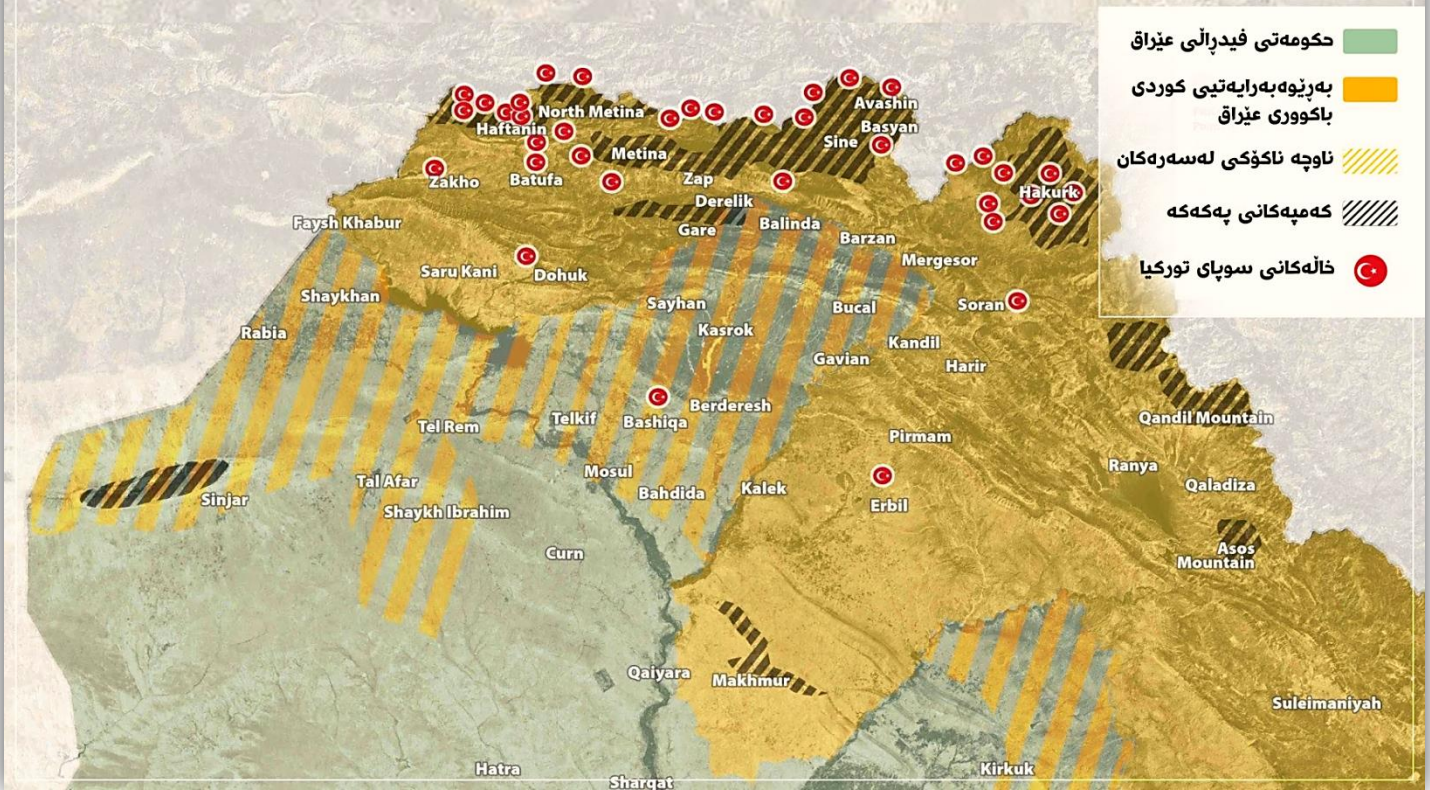 حکومەتی فیدڕاڵی عێراق
بەڕێوەبەرایەتیی کوردی
باکووری عێراق
ناوچە ناکۆکی لەسەرەکان
کەمپەکانی پەکەکە
خاڵەکانی سوپای تورکیا
Avashin
North Metina
Basyan
Haftanin
Sine
Metina
Zap
Zakho
Batufa
Hakurk
Derelik
Faysh Khabur
Gare
Balinda
Barzan
Mergesor
Saru Kani
Dohuk
Shaykhan
Sayhan
Bucal
Soran
Rabia
Kasrok
Kandil
Gavian
Harir
Berderesh
Telkif
Bashiqa
Qandil Mountain
Tel Rem
Pirmam
Mosul
Ranya
Tal Afar
Bahdida
Kalek
Qaladiza
Sinjar
Erbil
Shaykh Ibrahim
Curn
Asos
Mountain
Qaiyara
Makhmur
Suleimaniyah
Hatra
Kirkuk
Sharqat